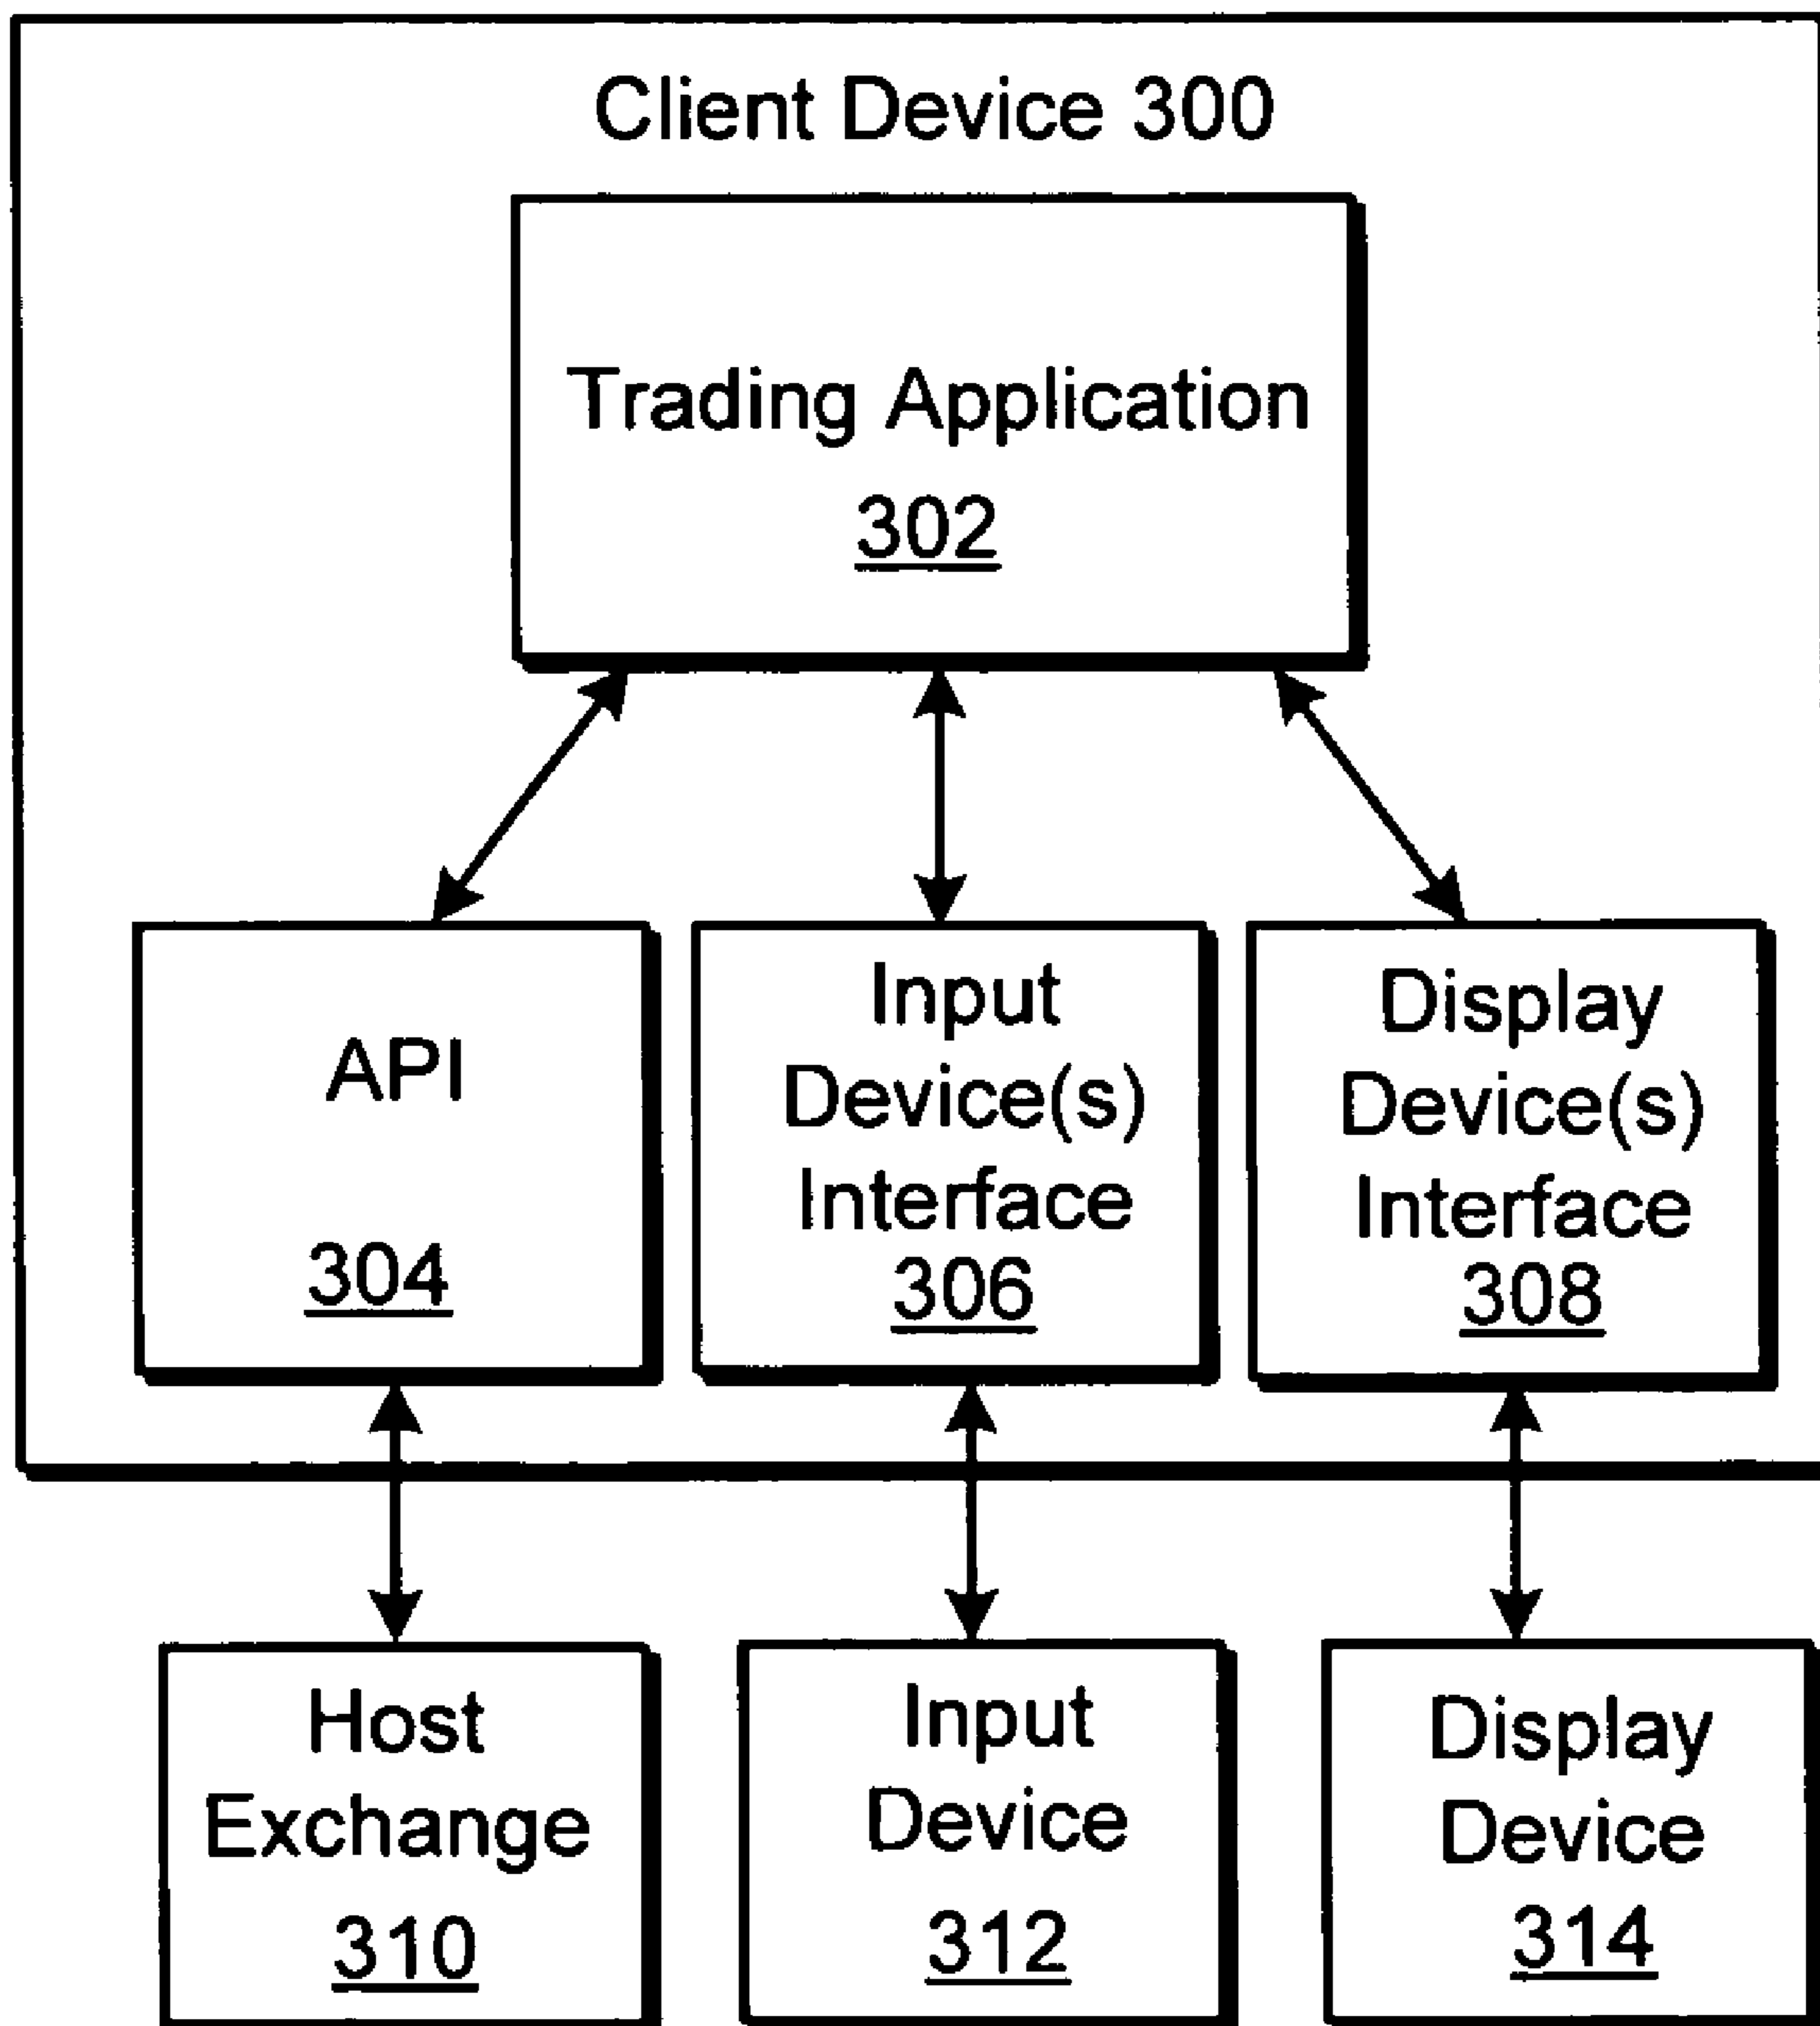 Client Device 300
Trading Application
302
API
304
Input
Device(s)
Interface
306
Display
Device(s)
Interface
308
Host
Exchange
310
Input
Device
312
Display
Device
314